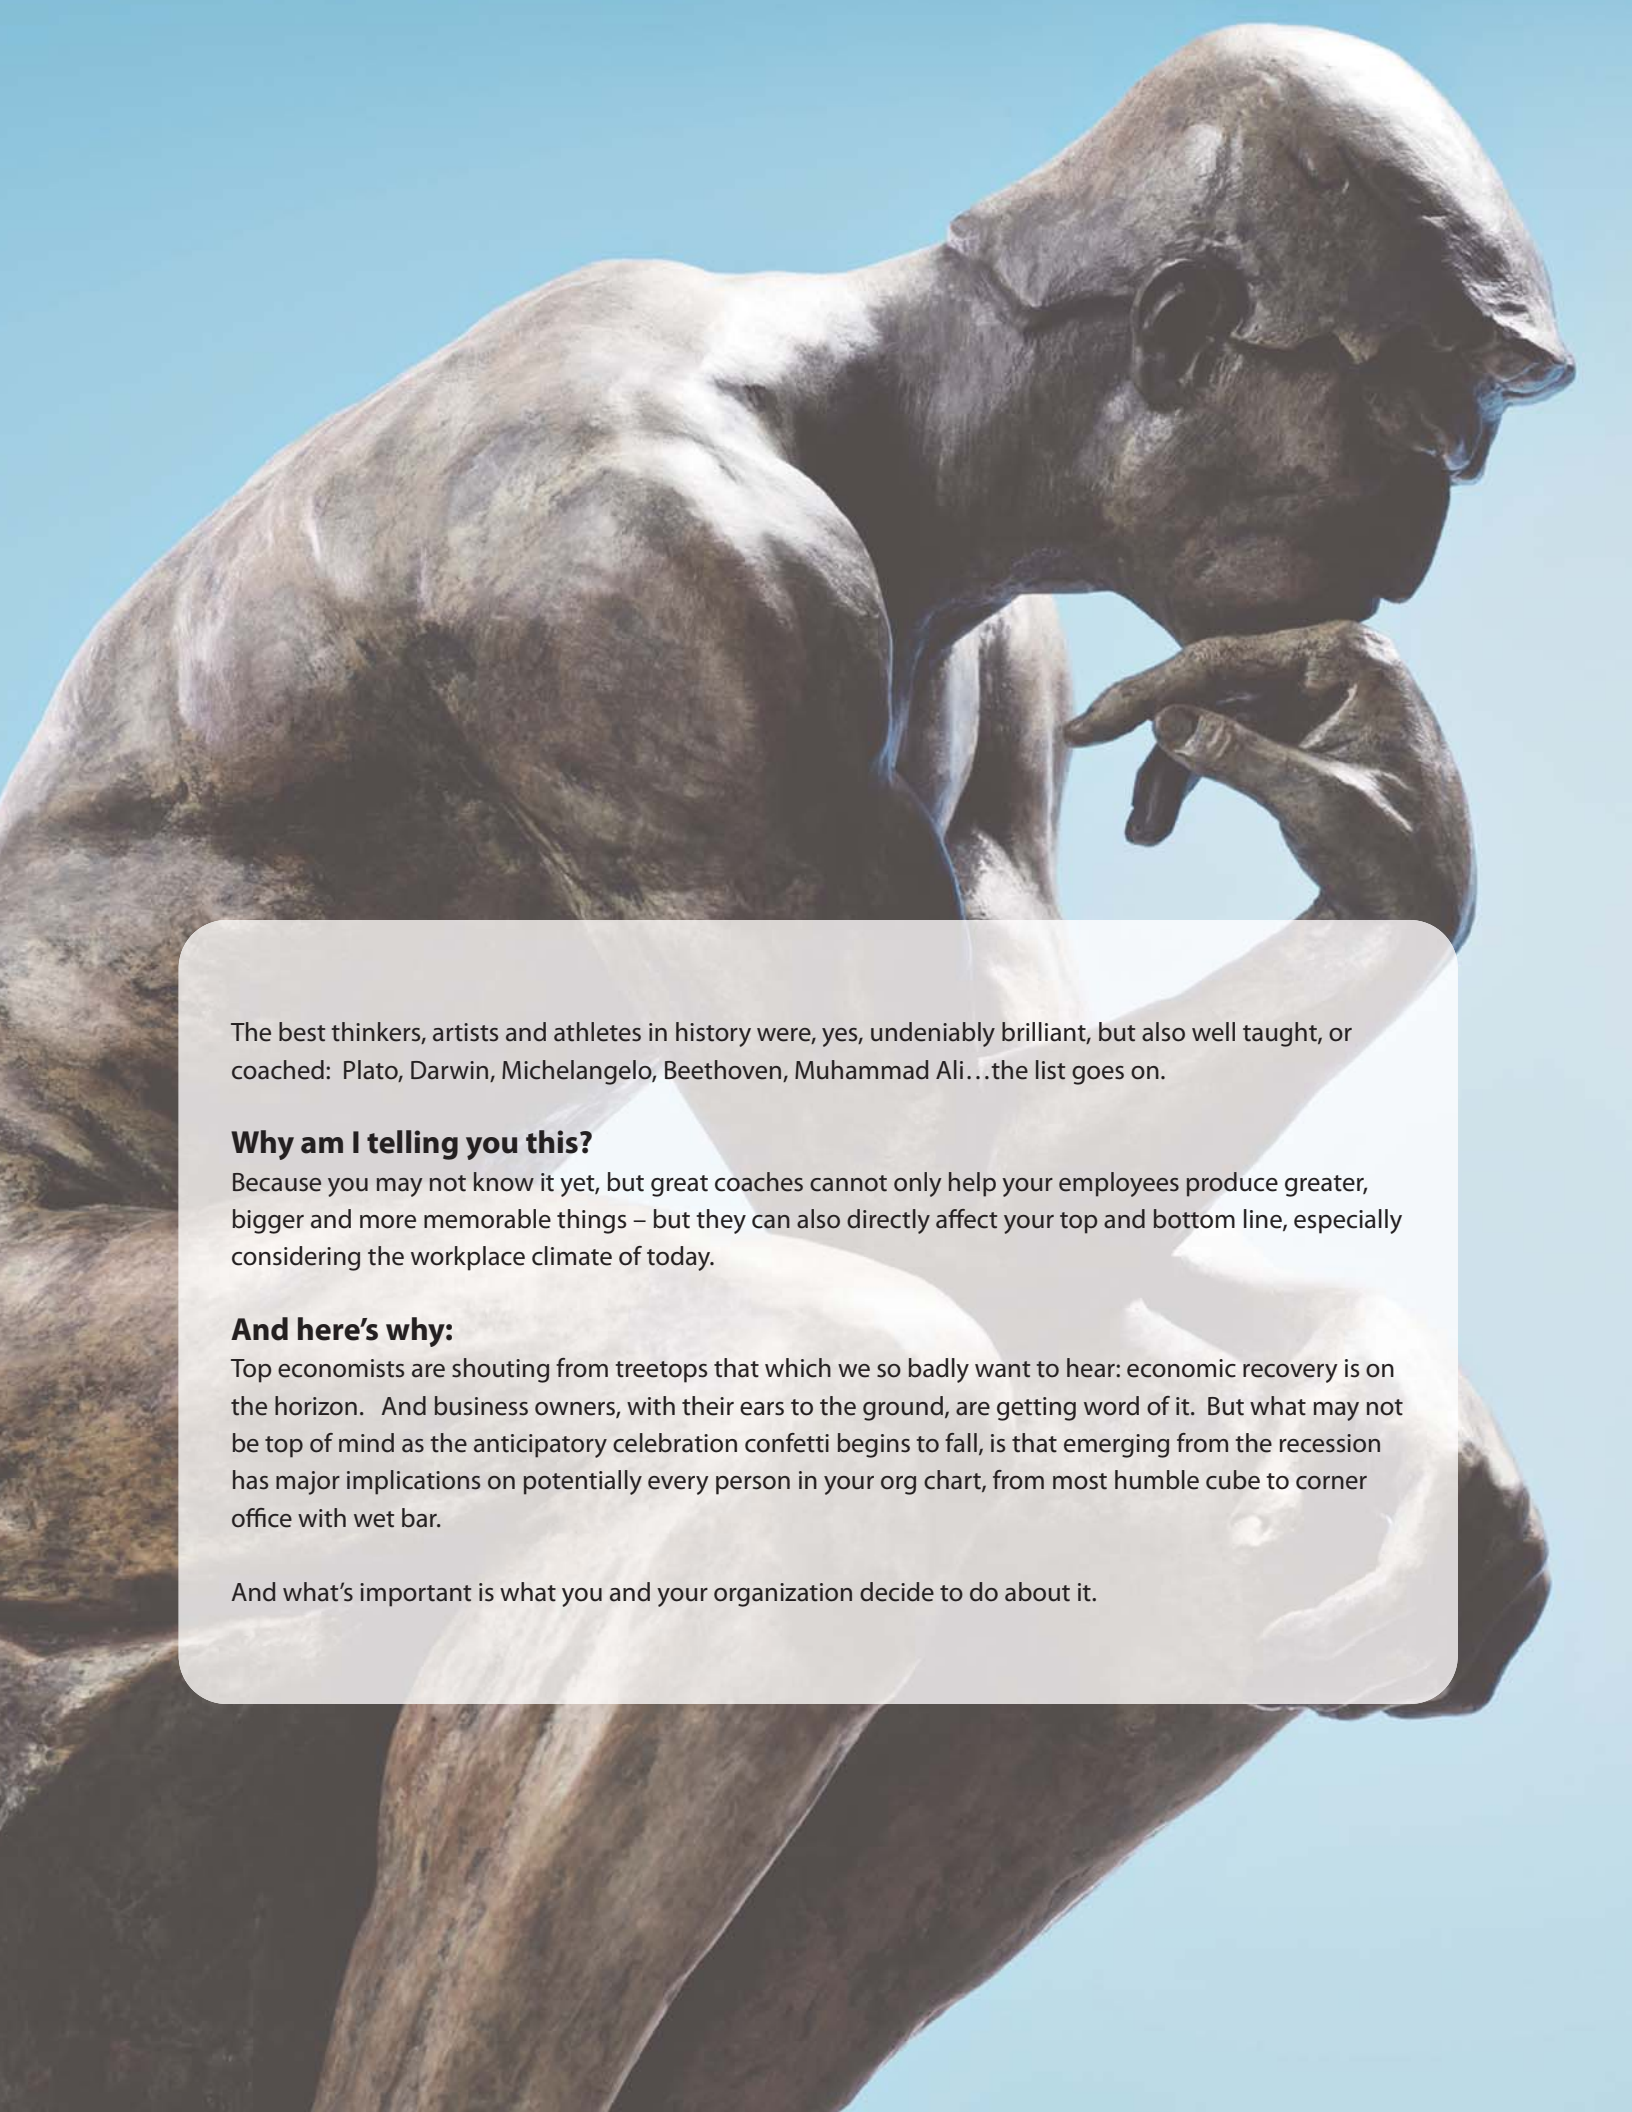 The best thinkers, artists and athletes in history were, yes, undeniably brilliant, but also well taught, or
coached:  Plato, Darwin, Michelangelo, Beethoven, Muhammad Ali…the list goes on.
Why am I telling you this?
Because you may not know it yet, but great coaches cannot only help your employees produce greater,
bigger and more memorable things – but they can also directly affect your top and bottom line, especially
considering the workplace climate of today.
And here’s why:
Top economists are shouting from treetops that which we so badly want to hear: economic recovery is on
the horizon.   And business owners, with their ears to the ground, are getting word of it.  But what may not
be top of mind as the anticipatory celebration confetti begins to fall, is that emerging from the recession
has major implications on potentially every person in your org chart, from most humble cube to corner
office with wet bar.
And what’s important is what you and your organization decide to do about it.